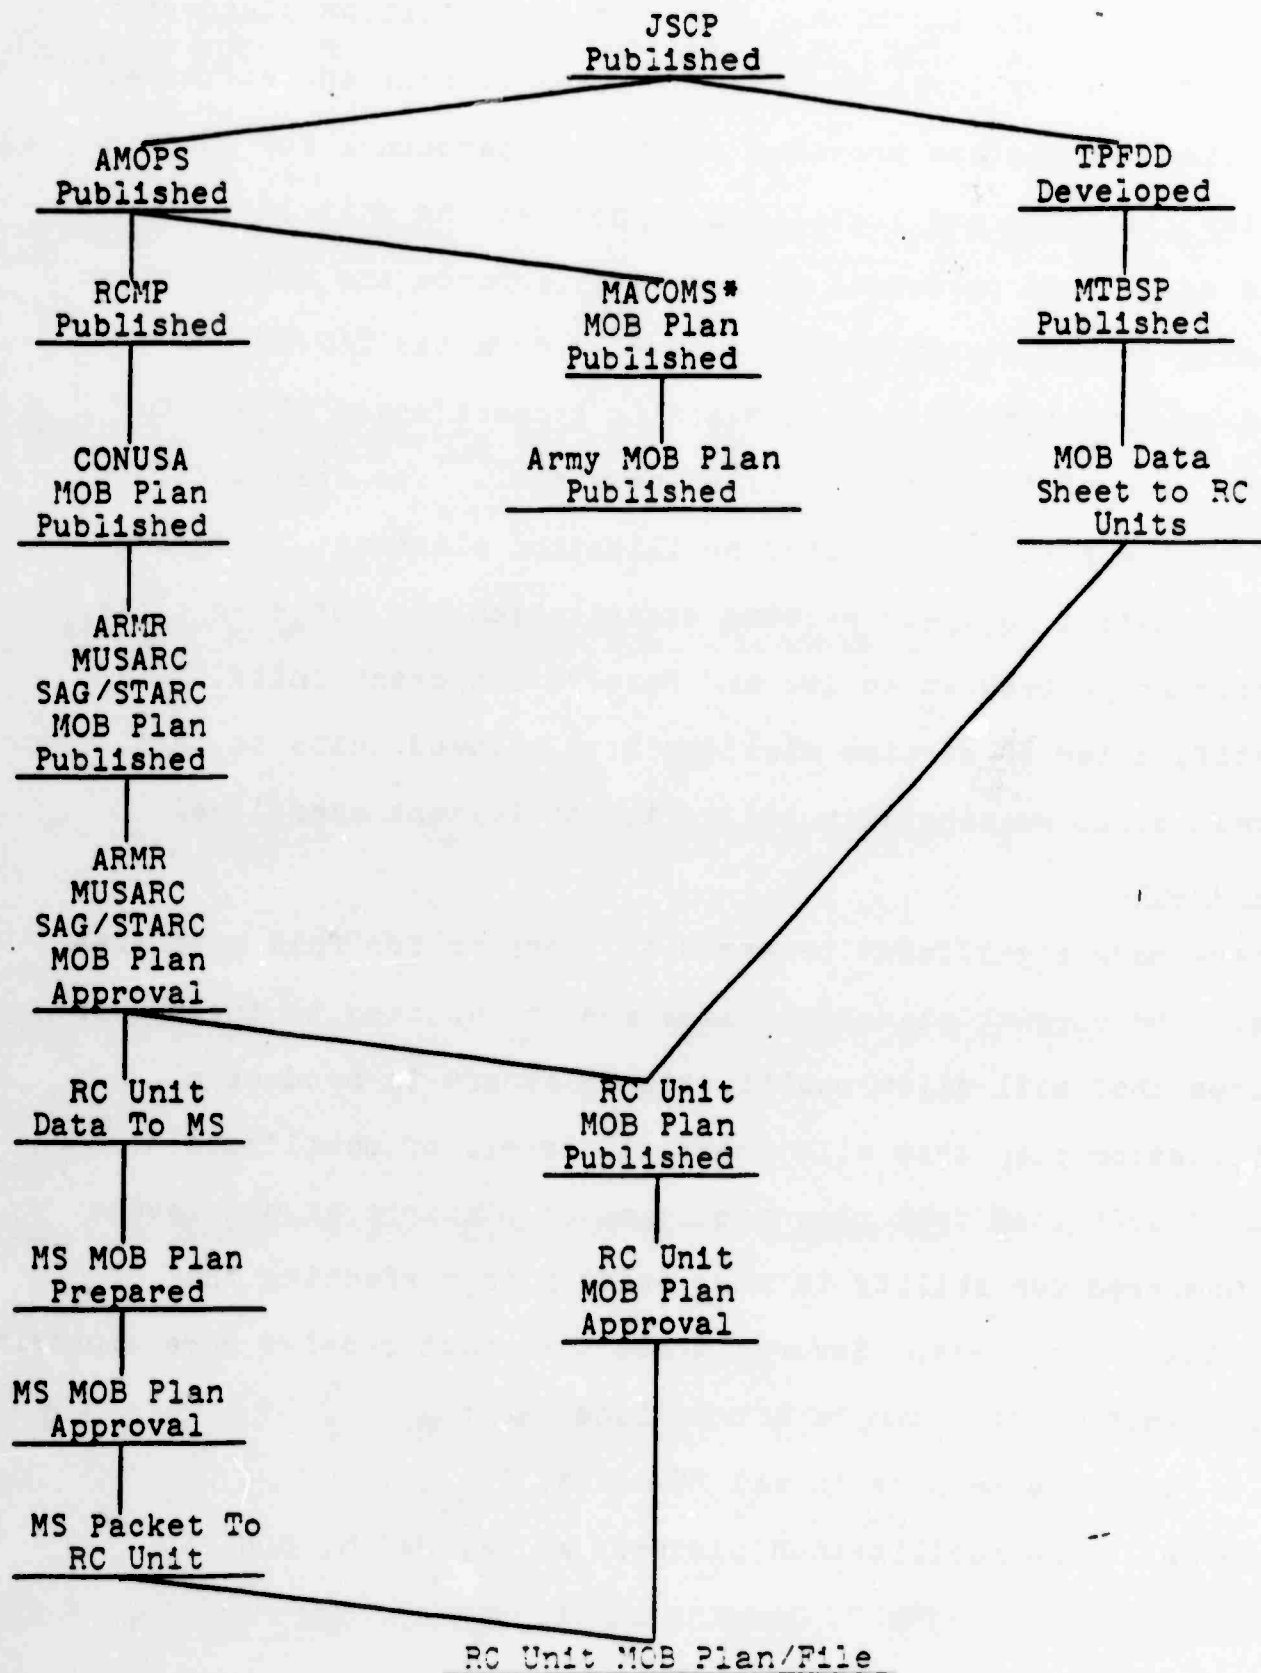 JSCP
Published
AMOPS
Published
TPFDD
Developed
RCMP
Published
MACOMS*
MOB Plan
Published
MTBSP
Published
CONUSA
MOB Plan
Published
Army MOB Plan
Published
MOB Data
Sheet to RC
Units
ARMR
MUSARC
SAG/STARC
MOB Plan
Published
ARMR
MUSARC
SAG/STARC
MOB Plan
Approval
RC Unit
Data To MS
RC Unit
MOB Plan
Published
MS MOB Plan
Prepared
RC Unit
MOB Plan
Approval
MS MOB Plan
Approval
MS Packet To
RC Unit
RC Unit MOB Plan/File